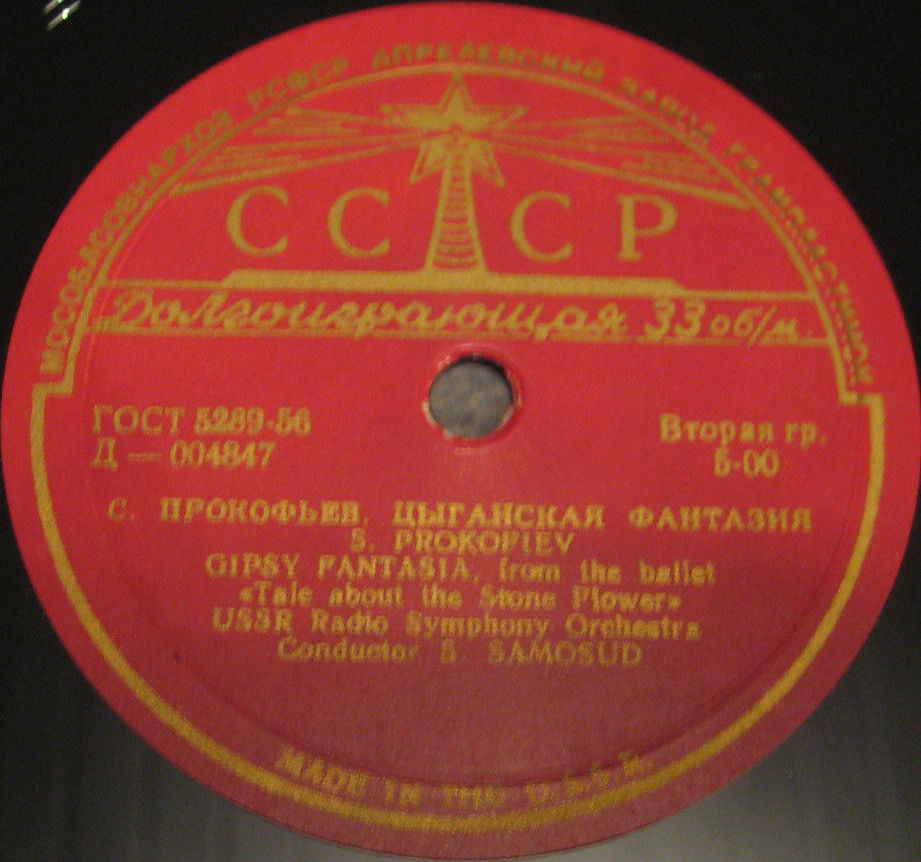 МОСОБЛСОВНАРХОЗ РСФСР АПРЕЛЕВСКИЙ ЗАВОД ГРАМПЛАСТИНОК
СССР
Долгоиграющая 33 об/м.
ГОСТ 5289-56 Вторая гр.
Д — 004847 5-00
С. ПРОКОФЬЕВ. ЦЫГАНСКАЯ ФАНТАЗИЯ
S. PROKOFIEV
GIPSY FANTASIA, from the ballet
«Tale about the Stone Flower»
USSR Radio Symphony Orchestra
Conductor S. SAMOSUD
MADE IN THE U.S.S.R.